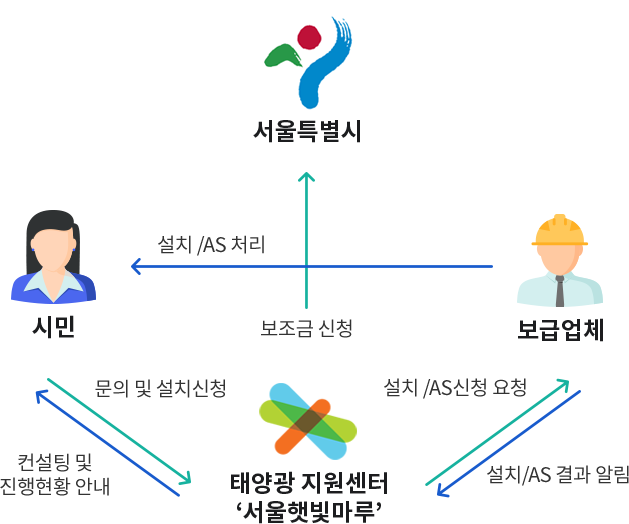 서울특별시
설치 /AS 처리
시민
보조금 신청
보급업체
문의 및 설치신청
설치 /AS신청 요청
컨설팅 및
진행현황 안내
태양광 지원센터
‘서울햇빛마루’
설치/AS 결과 알림